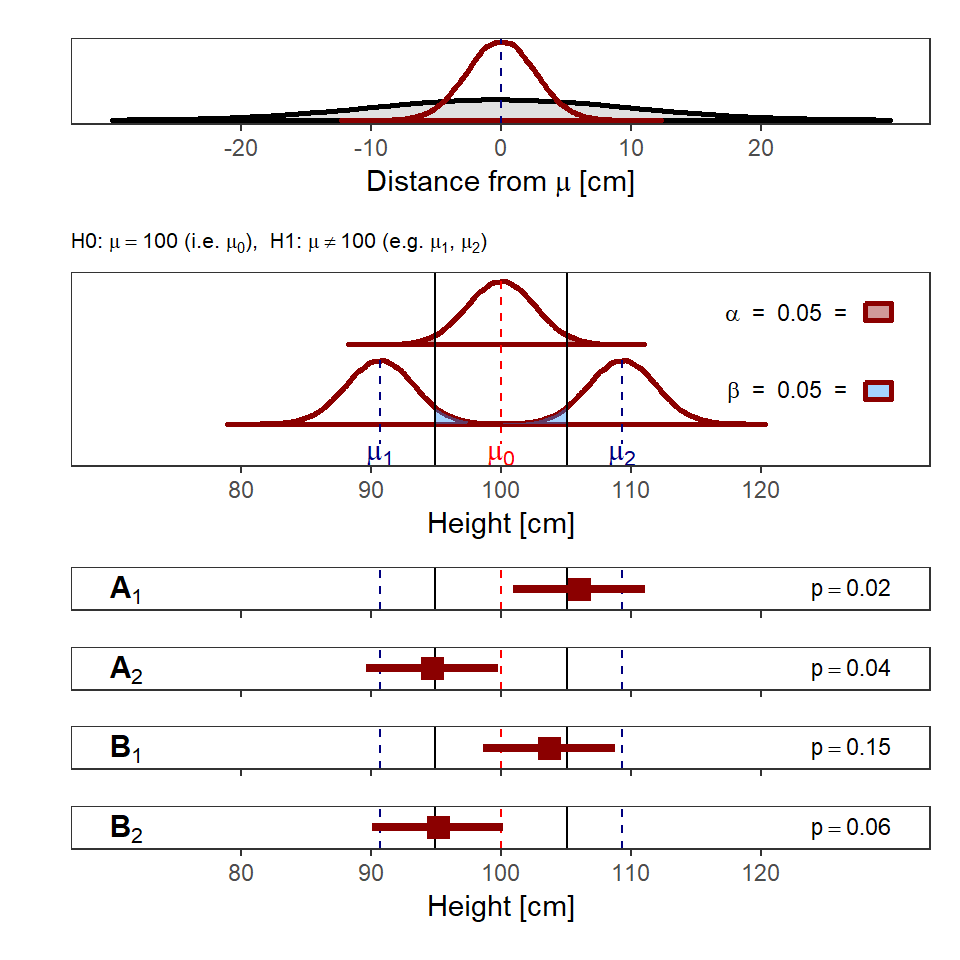 -20 -10 0 10 20
Distance from μ [cm]
H0: μ = 100 (i.e. μ₀),  H1: μ ≠ 100 (e.g. μ₁, μ₂)
α = 0.05 =
β = 0.05 =
μ₁ μ₀ μ₂
80 90 100 110 120
Height [cm]
A₁ p = 0.02
A₂ p = 0.04
B₁ p = 0.15
B₂ p = 0.06
80 90 100 110 120
Height [cm]